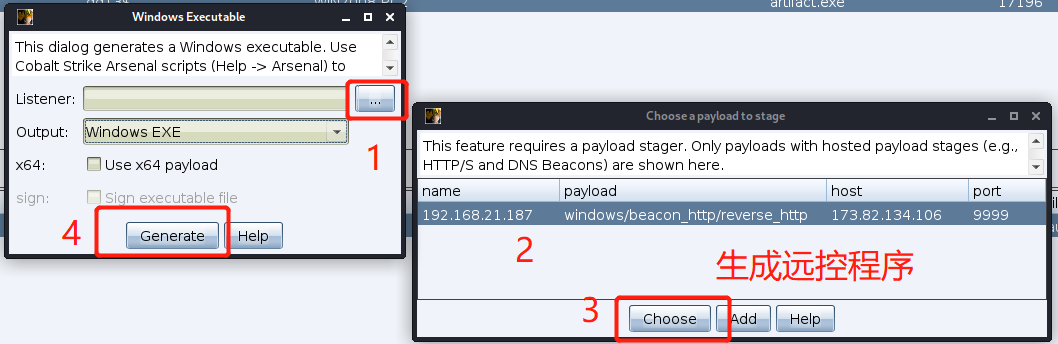 dd134
WIN2008 PC2
artifact.exe
17196
Windows Executable
This dialog generates a Windows executable. Use
Cobalt Strike Arsenal scripts (Help -> Arsenal) to
Listener:
...
1
Output:
Windows EXE
x64:
Use x64 payload
sign:
Sign executable file
4
Generate
Help
Choose a payload to stage
This feature requires a payload stager. Only payloads with hosted payload stages (e.g.,
HTTP/S and DNS Beacons) are shown here.
name payload host port
192.168.21.187 windows/beacon_http/reverse_http 173.82.134.106 9999
2
生成远控程序
3
Choose
Add
Help